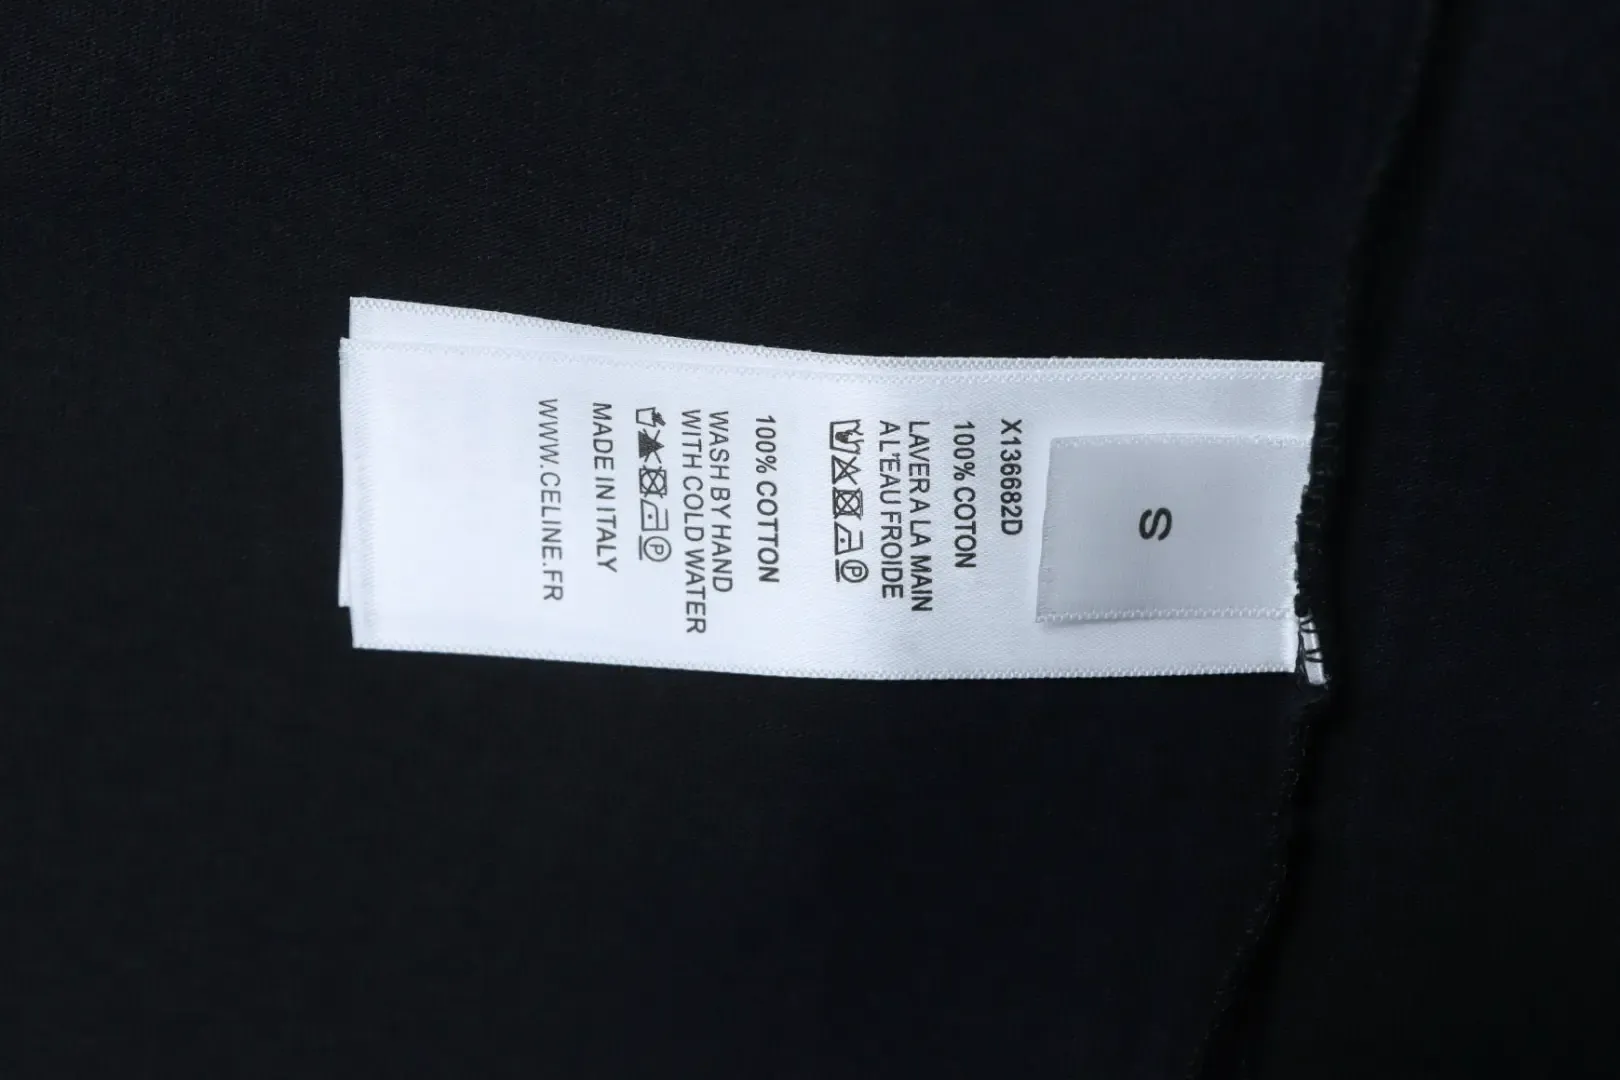 S
X136682D
100% COTON
LAVER A LA MAIN
A L'EAU FROIDE
100% COTTON
WASH BY HAND
WITH COLD WATER
MADE IN ITALY
WWW.CELINE.FR